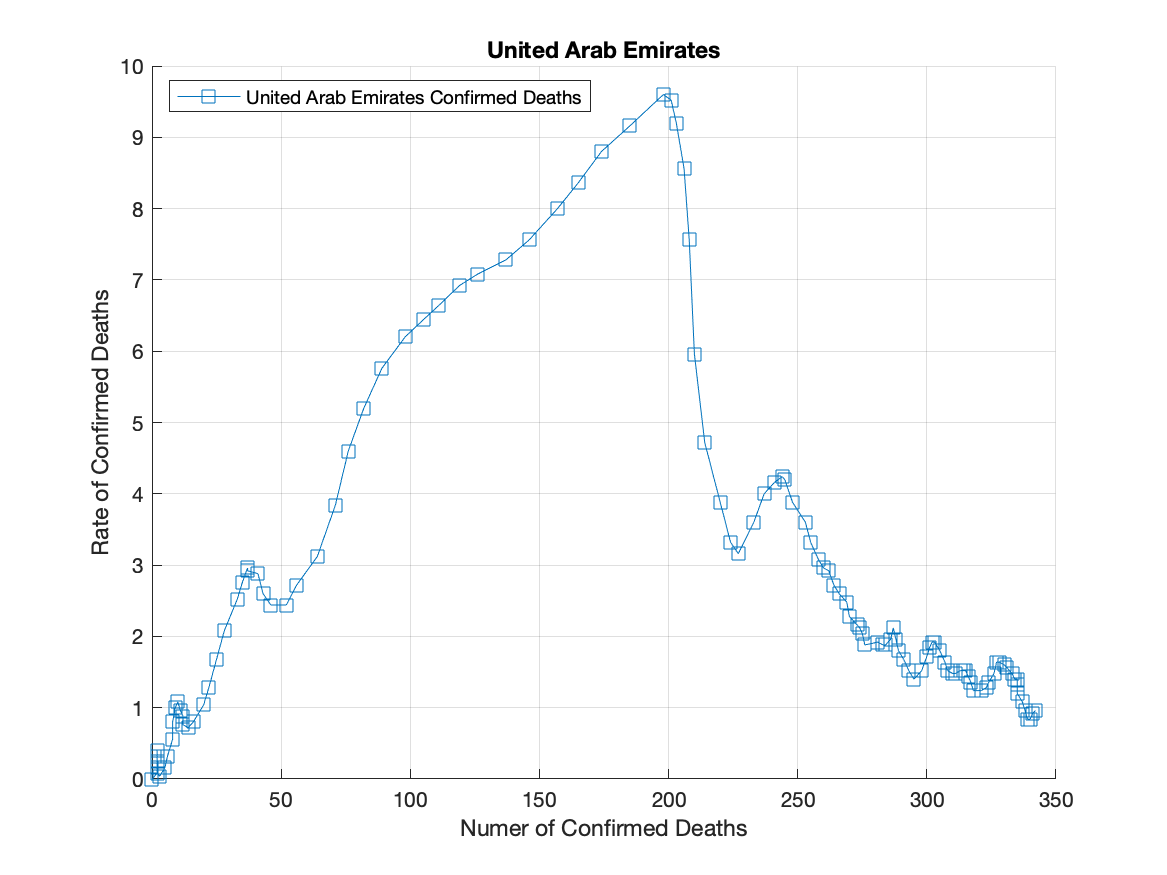 United Arab Emirates
United Arab Emirates Confirmed Deaths
10
9
8
7
6
5
4
3
2
1
0
Rate of Confirmed Deaths
0 50 100 150 200 250 300 350
Numer of Confirmed Deaths